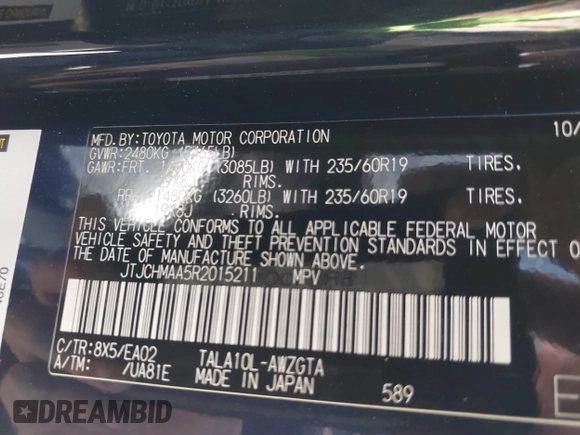 MFD. BY: TOYOTA MOTOR CORPORATION 10/
GVWR: 2480KG
GAWR: FRT. (3085LB) WITH 235/60R19 TIRES.
RIMS.
(3260LB) WITH 235/60R19 TIRES.
RIMS.
THIS VEHICLE CONFORMS TO ALL APPLICABLE FEDERAL MOTOR
VEHICLE SAFETY AND THEFT PREVENTION STANDARDS IN EFFECT O
THE DATE OF MANUFACTURE SHOWN ABOVE.
JTJCHMAA5R2015211 MPV
C/TR: 8X5/EA02 TALA10L-AWZGTA
A/TM: /UA81E MADE IN JAPAN 589
DREAMBID